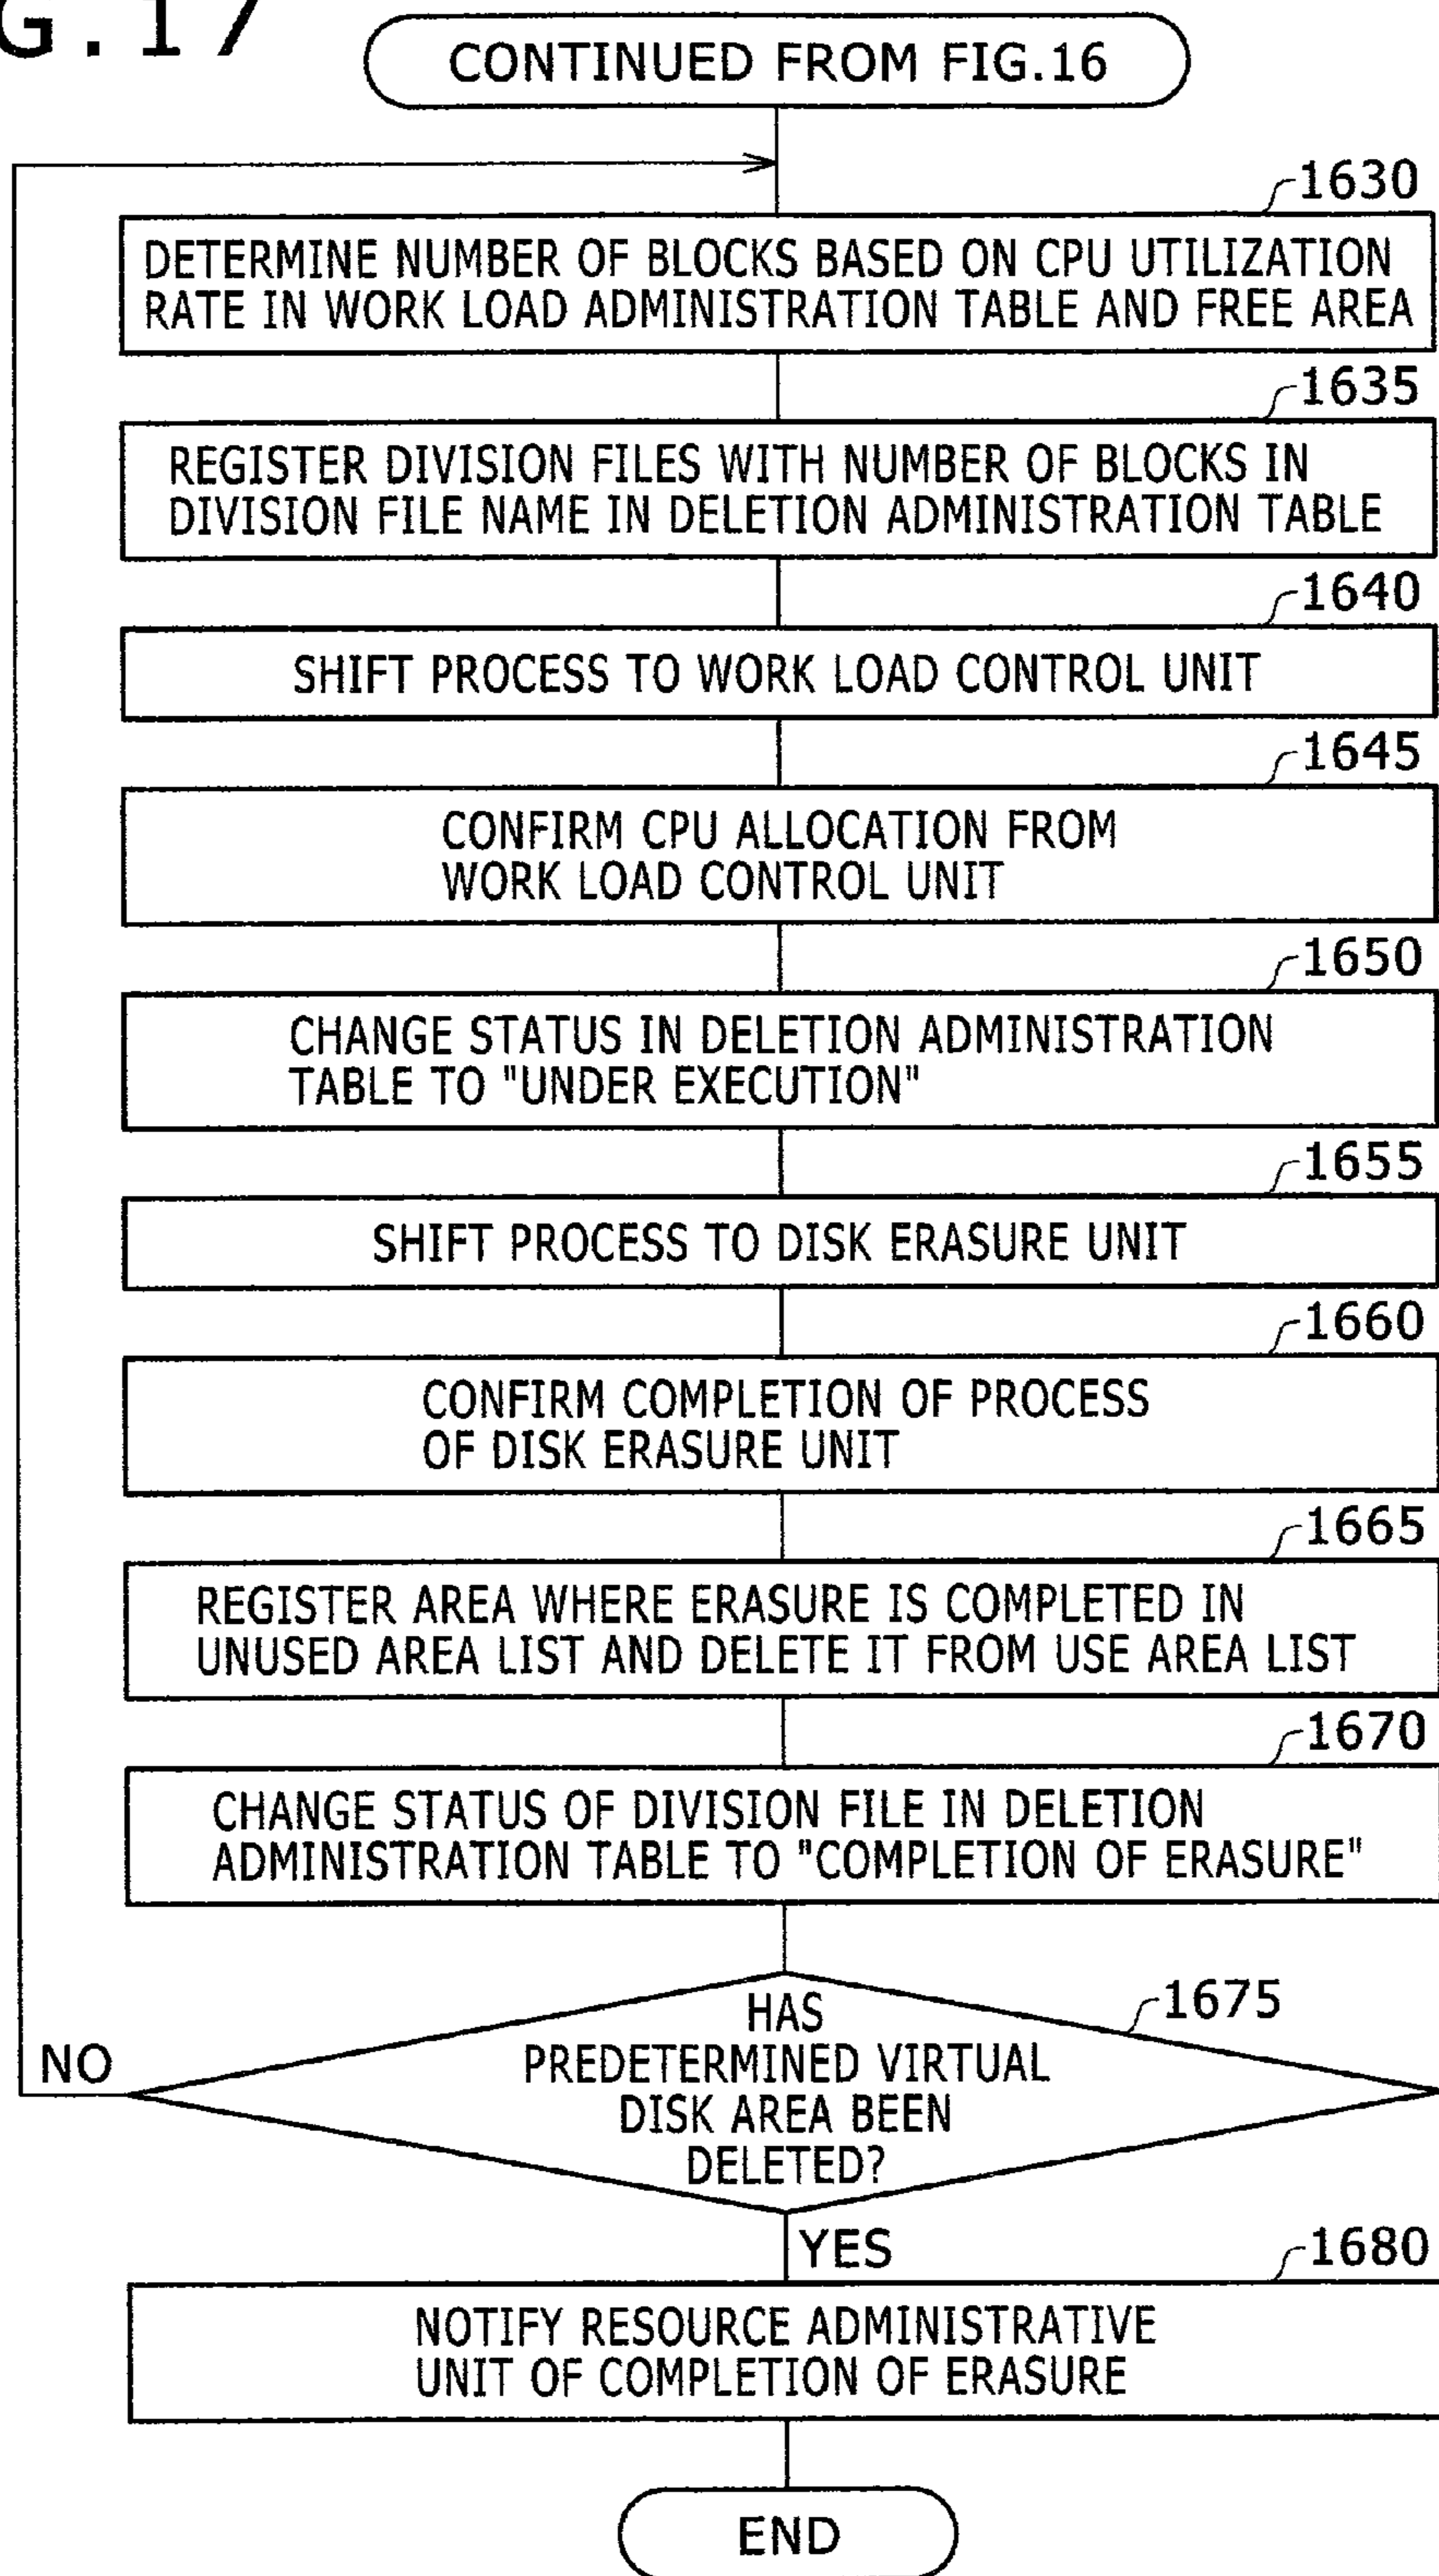 G.17
CONTINUED FROM FIG.16
1630
DETERMINE NUMBER OF BLOCKS BASED ON CPU UTILIZATION
RATE IN WORK LOAD ADMINISTRATION TABLE AND FREE AREA
1635
REGISTER DIVISION FILES WITH NUMBER OF BLOCKS IN
DIVISION FILE NAME IN DELETION ADMINISTRATION TABLE
1640
SHIFT PROCESS TO WORK LOAD CONTROL UNIT
1645
CONFIRM CPU ALLOCATION FROM
WORK LOAD CONTROL UNIT
1650
CHANGE STATUS IN DELETION ADMINISTRATION
TABLE TO "UNDER EXECUTION"
1655
SHIFT PROCESS TO DISK ERASURE UNIT
1660
CONFIRM COMPLETION OF PROCESS
OF DISK ERASURE UNIT
1665
REGISTER AREA WHERE ERASURE IS COMPLETED IN
UNUSED AREA LIST AND DELETE IT FROM USE AREA LIST
1670
CHANGE STATUS OF DIVISION FILE IN DELETION
ADMINISTRATION TABLE TO "COMPLETION OF ERASURE"
1675
HAS
PREDETERMINED VIRTUAL
DISK AREA BEEN
DELETED?
NO
YES
1680
NOTIFY RESOURCE ADMINISTRATIVE
UNIT OF COMPLETION OF ERASURE
END